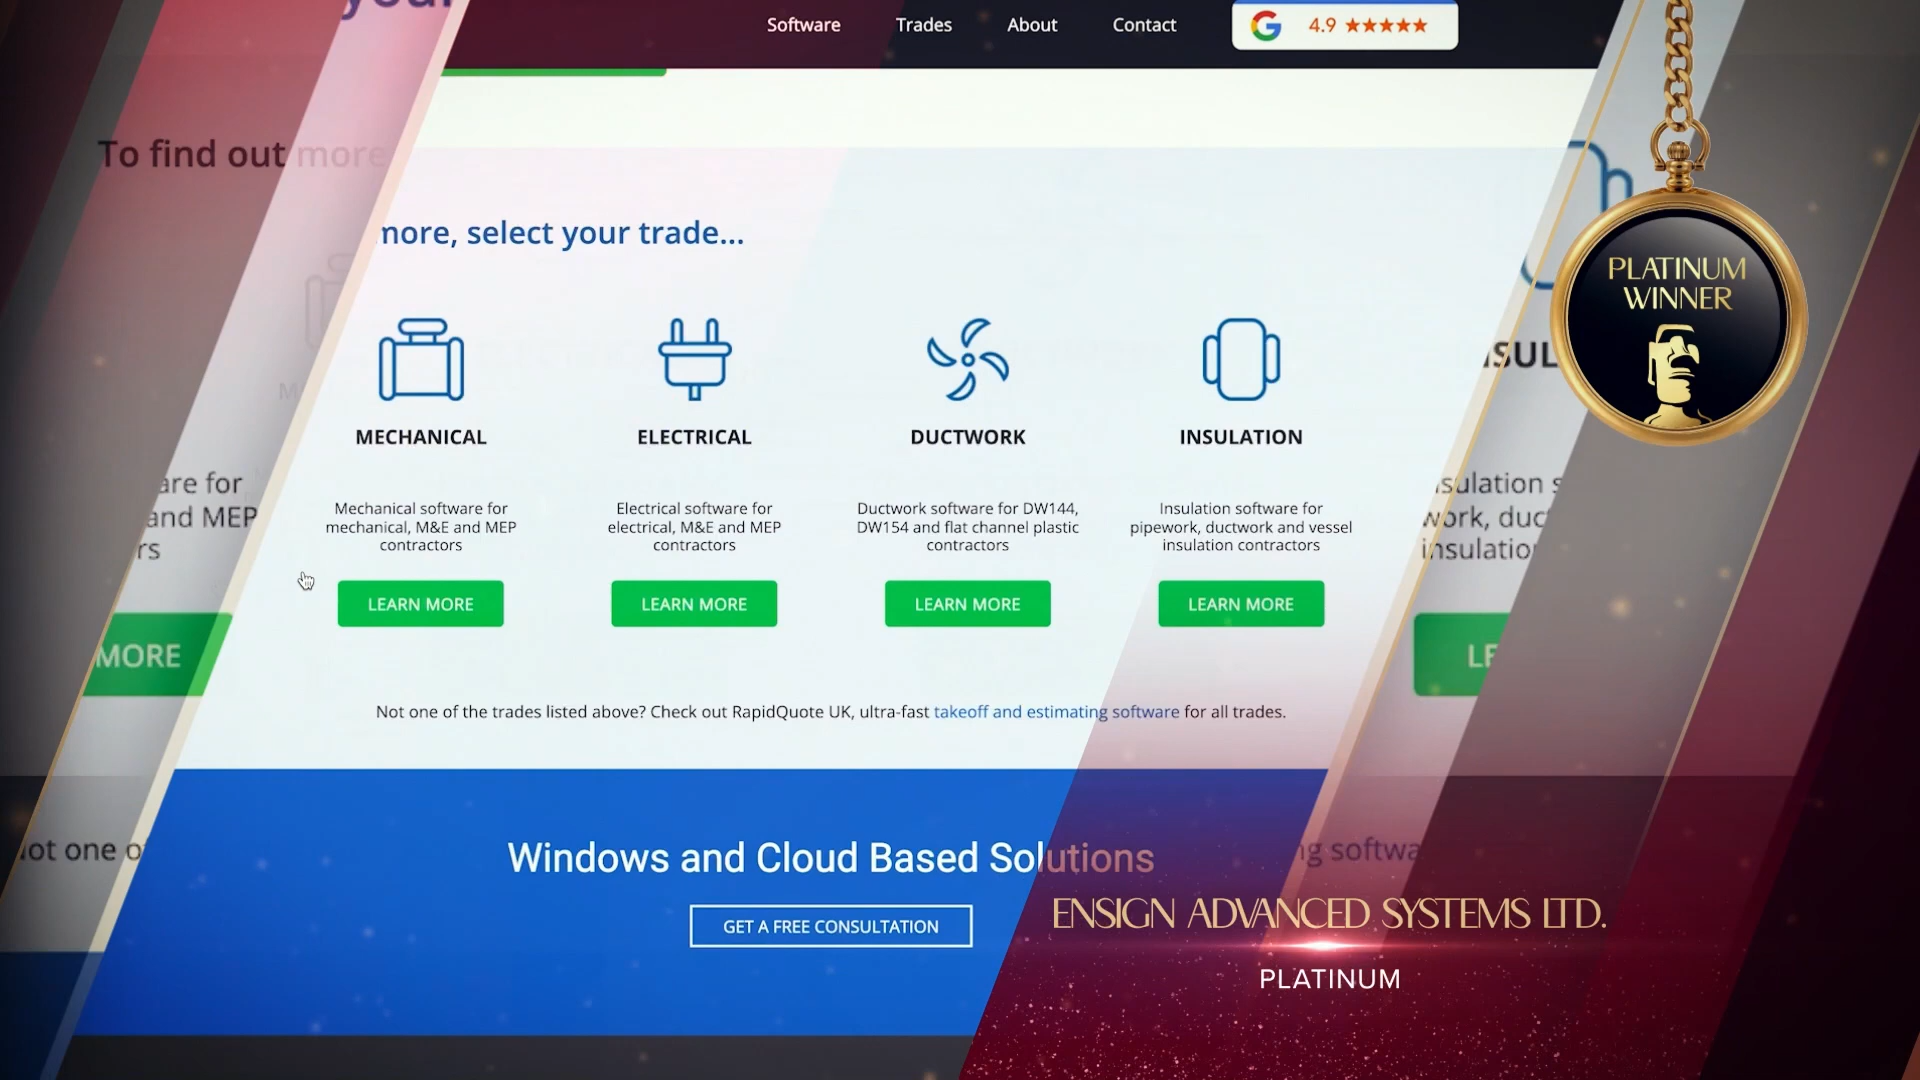 Software
Trades
About
Contact
4.9
To find out more
more, select your trade...
MECHANICAL
Mechanical software for
mechanical, M&E and MEP
contractors
LEARN MORE
ELECTRICAL
Electrical software for
electrical, M&E and MEP
contractors
LEARN MORE
DUCTWORK
Ductwork software for DW144,
DW154 and flat channel plastic
contractors
LEARN MORE
INSULATION
Insulation software for
pipework, ductwork and vessel
insulation contractors
LEARN MORE
are for
and MEP
rs
MORE
Not one of the trades listed above? Check out RapidQuote UK, ultra-fast takeoff and estimating software for all trades.
Windows and Cloud Based Solutions
GET A FREE CONSULTATION
PLATINUM
WINNER
ENSIGN ADVANCED SYSTEMS LTD.
PLATINUM